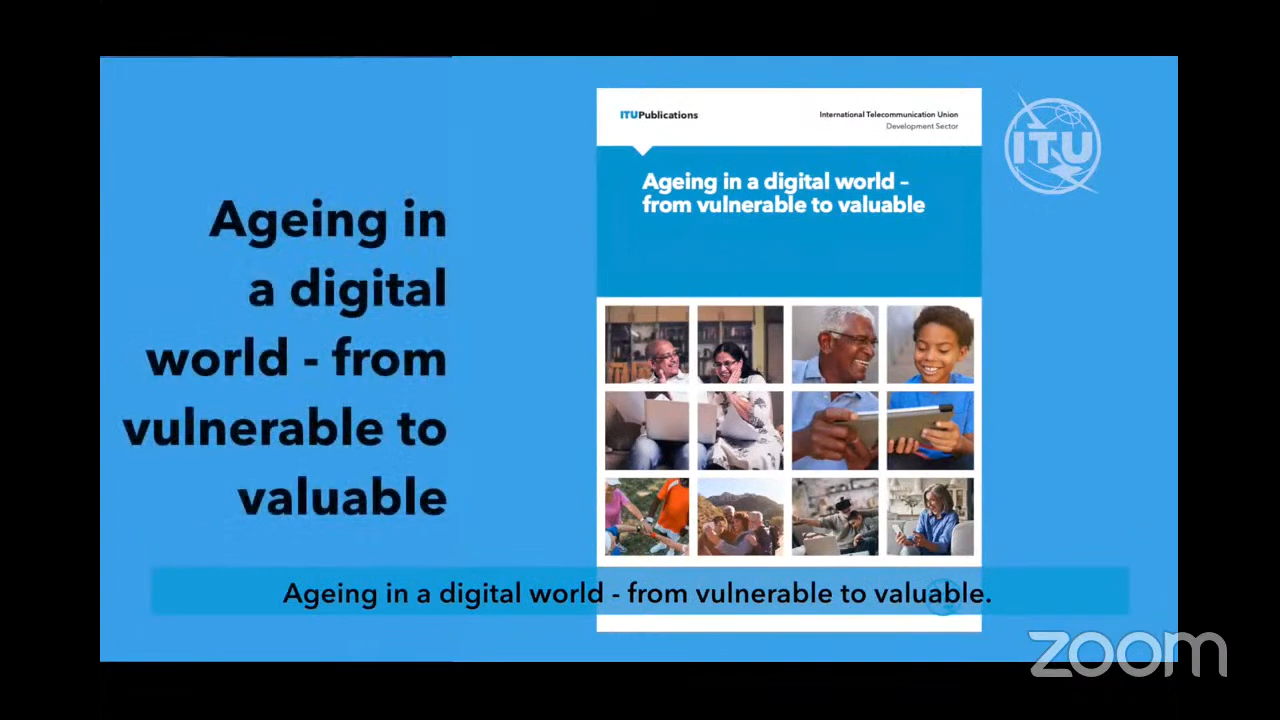 Ageing in
a digital
world - from
vulnerable to
valuable
ITUPublications
International Telecommunication Union
Development Sector
Ageing in a digital world –
from vulnerable to valuable
ITU
Ageing in a digital world - from vulnerable to valuable.
zoom